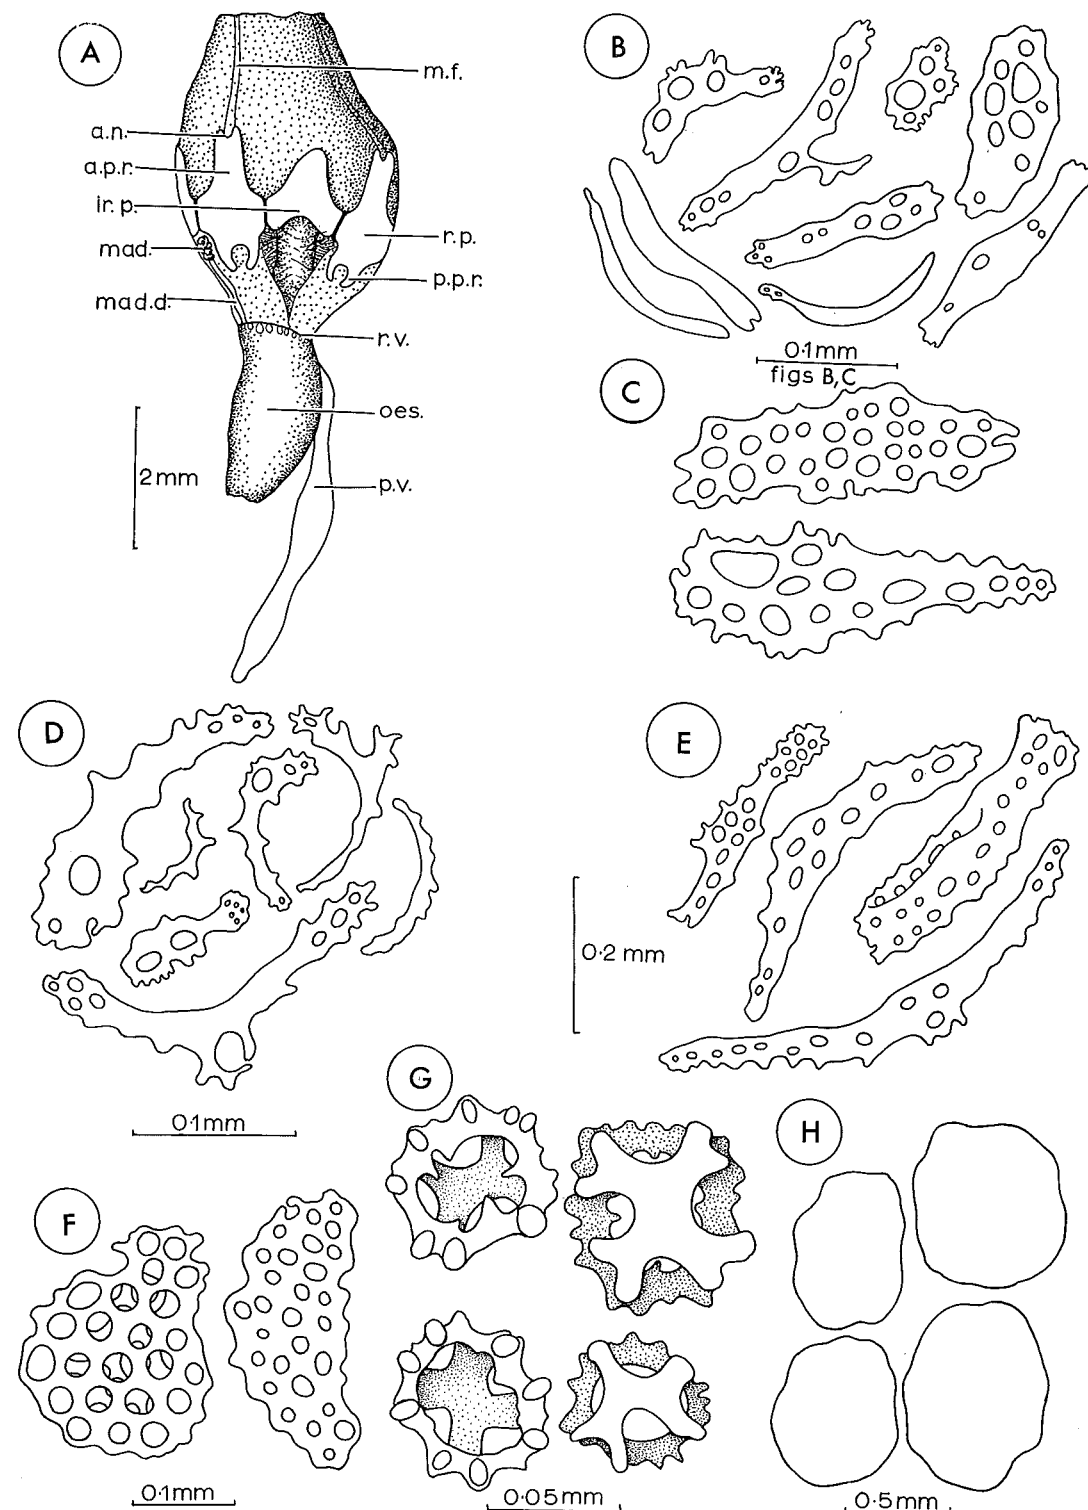 A
m.f.
a.n.
a.p.r.
ir. p.
mad.
mad.d.
r.p.
p.p.r.
r.v.
oes.
p.v.
2mm
B
0·1mm
figs B,C
C
D
0·1mm
E
0·2 mm
F
0·1mm
G
0·05mm
H
0·5mm